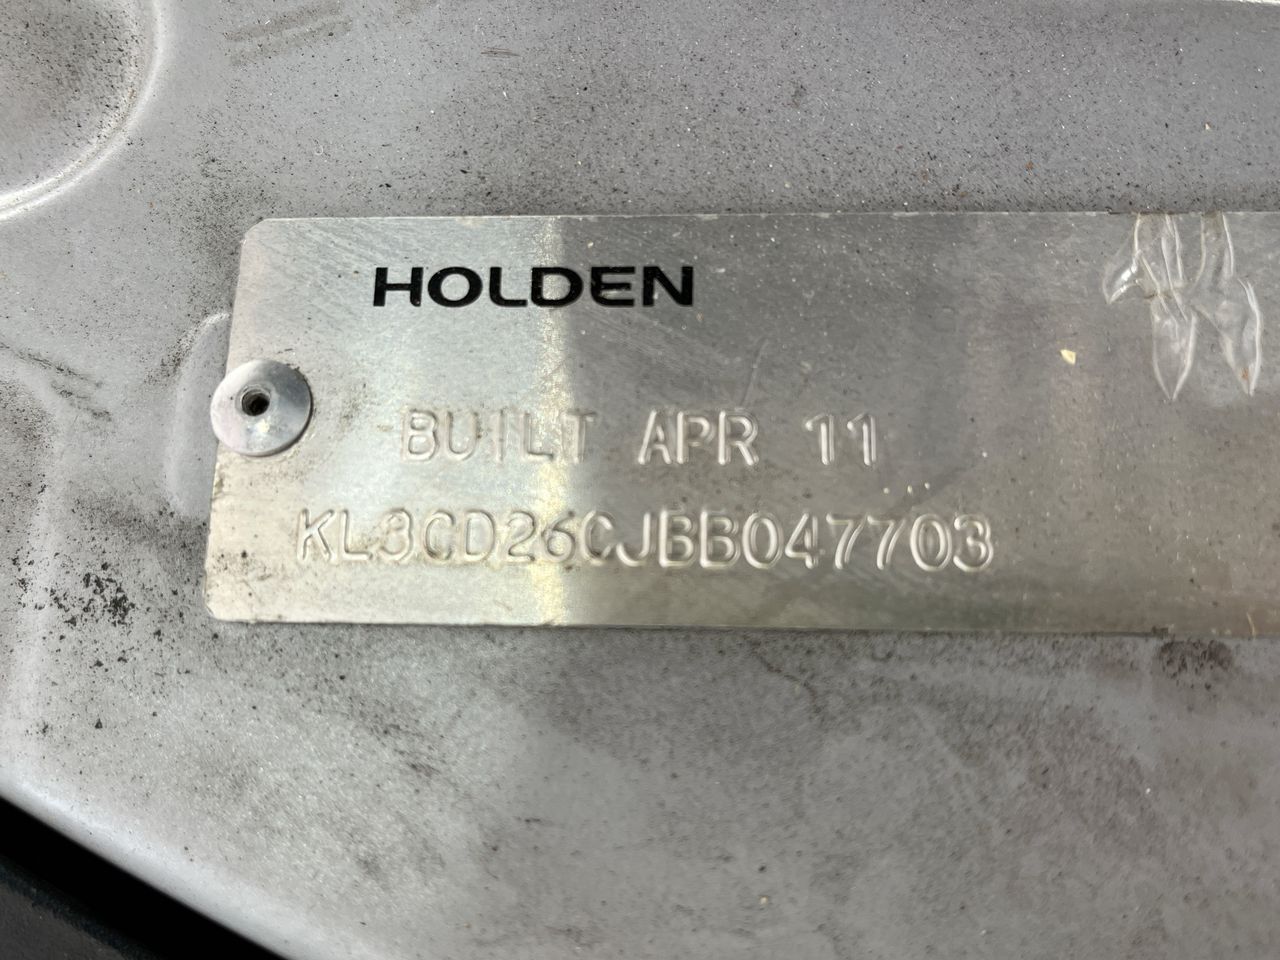 HOLDEN
BUILT APR 11
KL3CD26CJBB047703